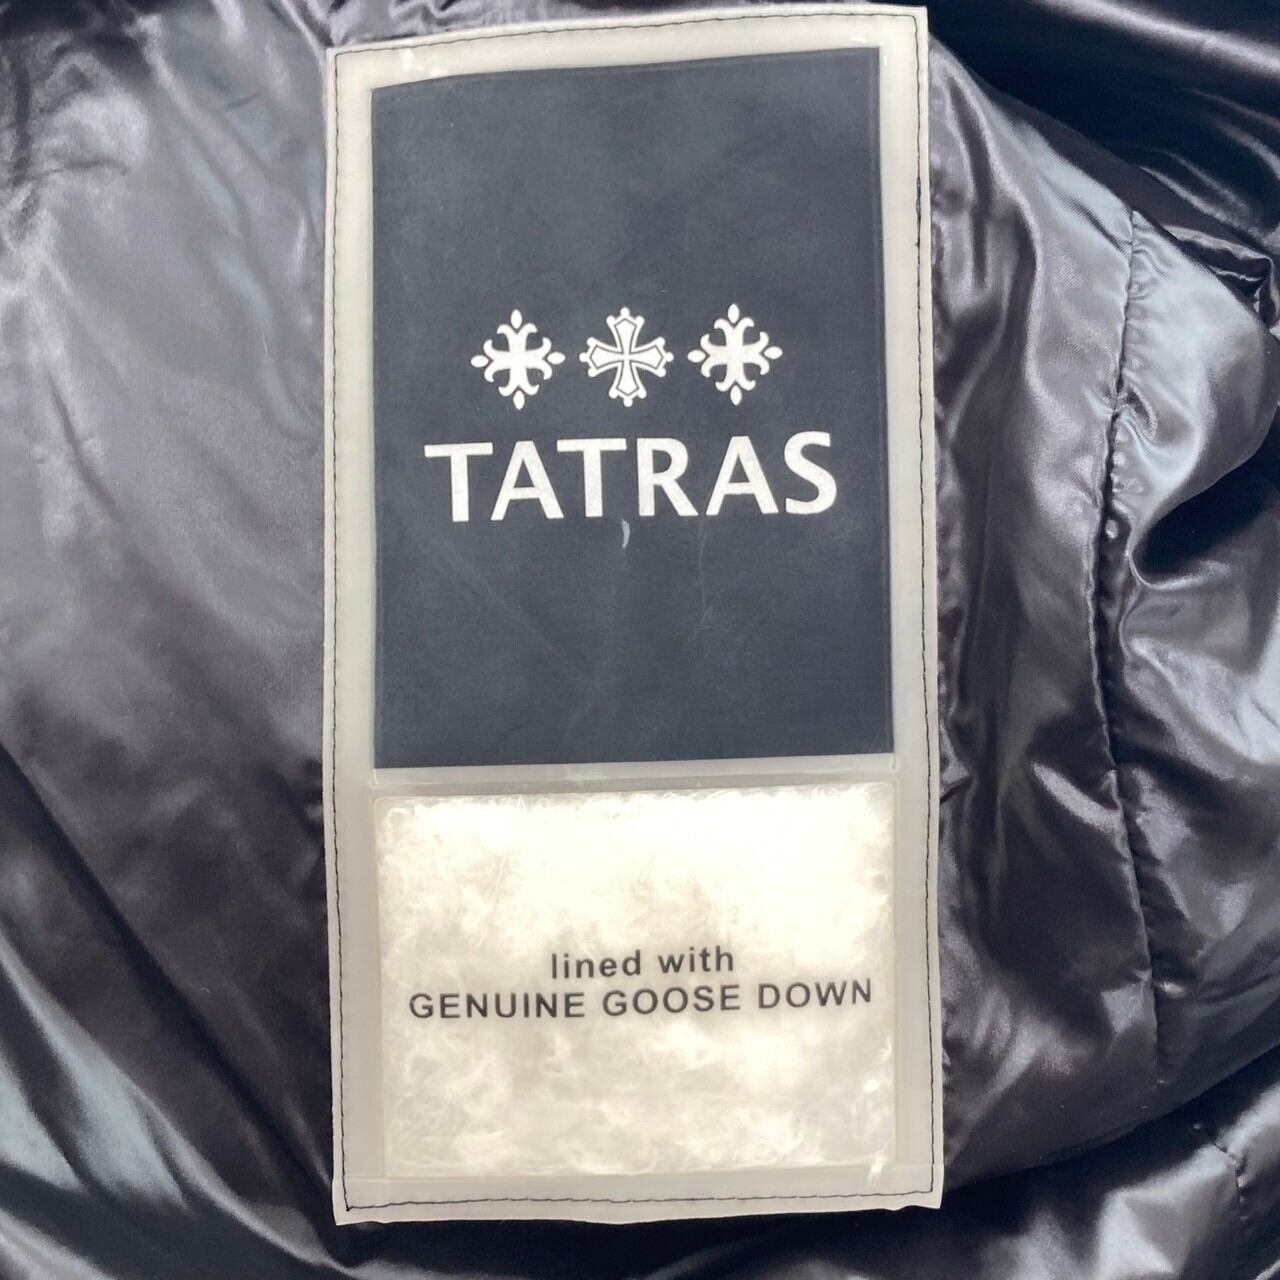 TATRAS
lined with
GENUINE GOOSE DOWN